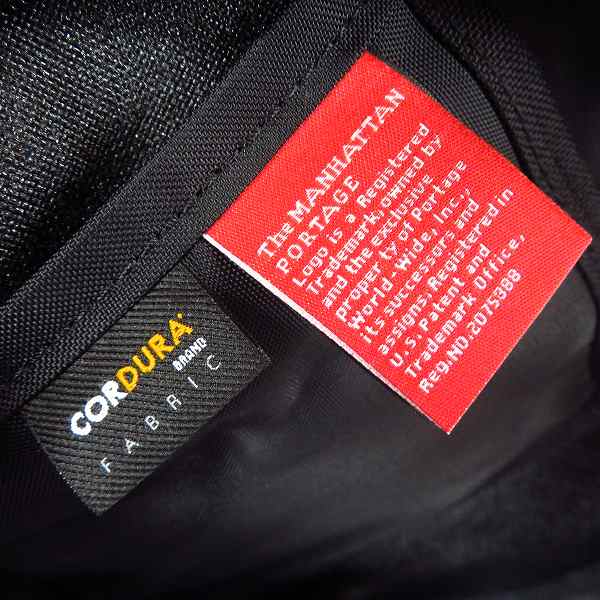 The MANHATTAN
PORTAGE
Logo is a Registered
Trademark, owned by
and the exclusive
property of Portage
World-Wide, Inc.,
its successors and
assigns, Registered in
U.S. Patent and
Trademark Office,
Reg.NO.2075388
CORDURA®
BRAND
FABRIC